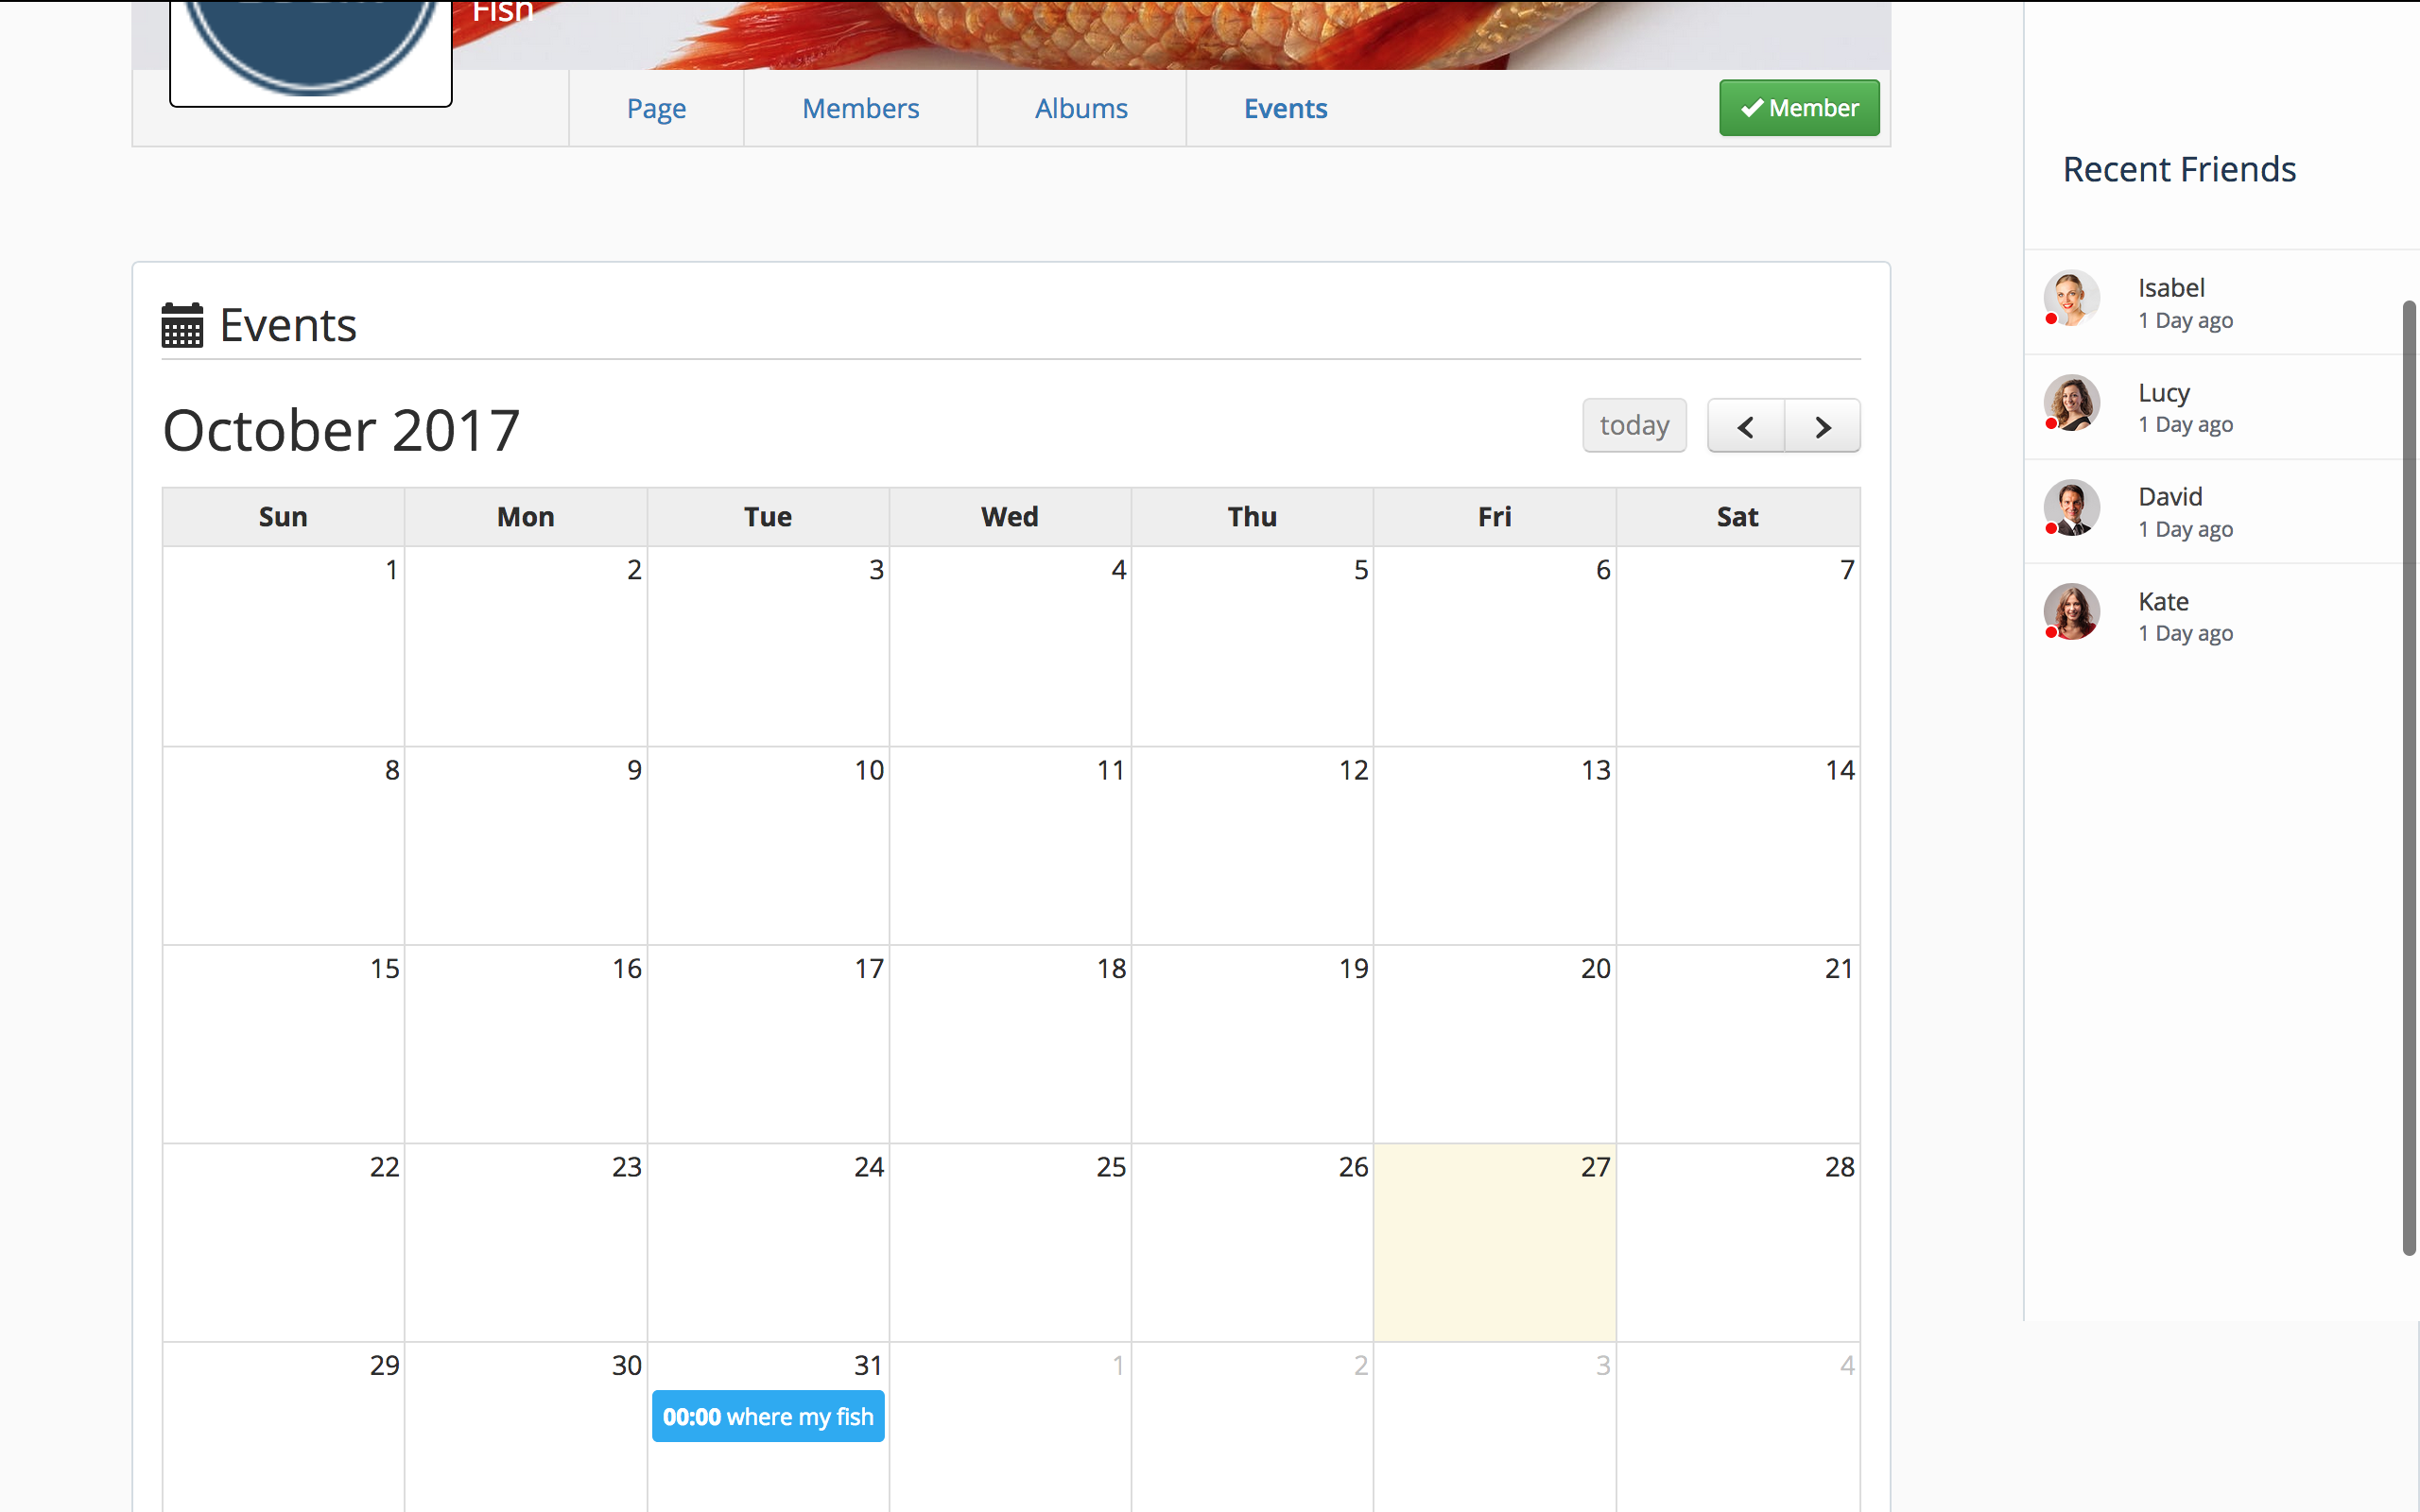 Fish
Page Members Albums Events Member
Recent Friends
Events
October 2017
today
Sun Mon Tue Wed Thu Fri Sat
1 2 3 4 5 6 7
8 9 10 11 12 13 14
15 16 17 18 19 20 21
22 23 24 25 26 27 28
29 30 31 1 2 3 4
00:00 where my fish
Isabel
1 Day ago
Lucy
1 Day ago
David
1 Day ago
Kate
1 Day ago